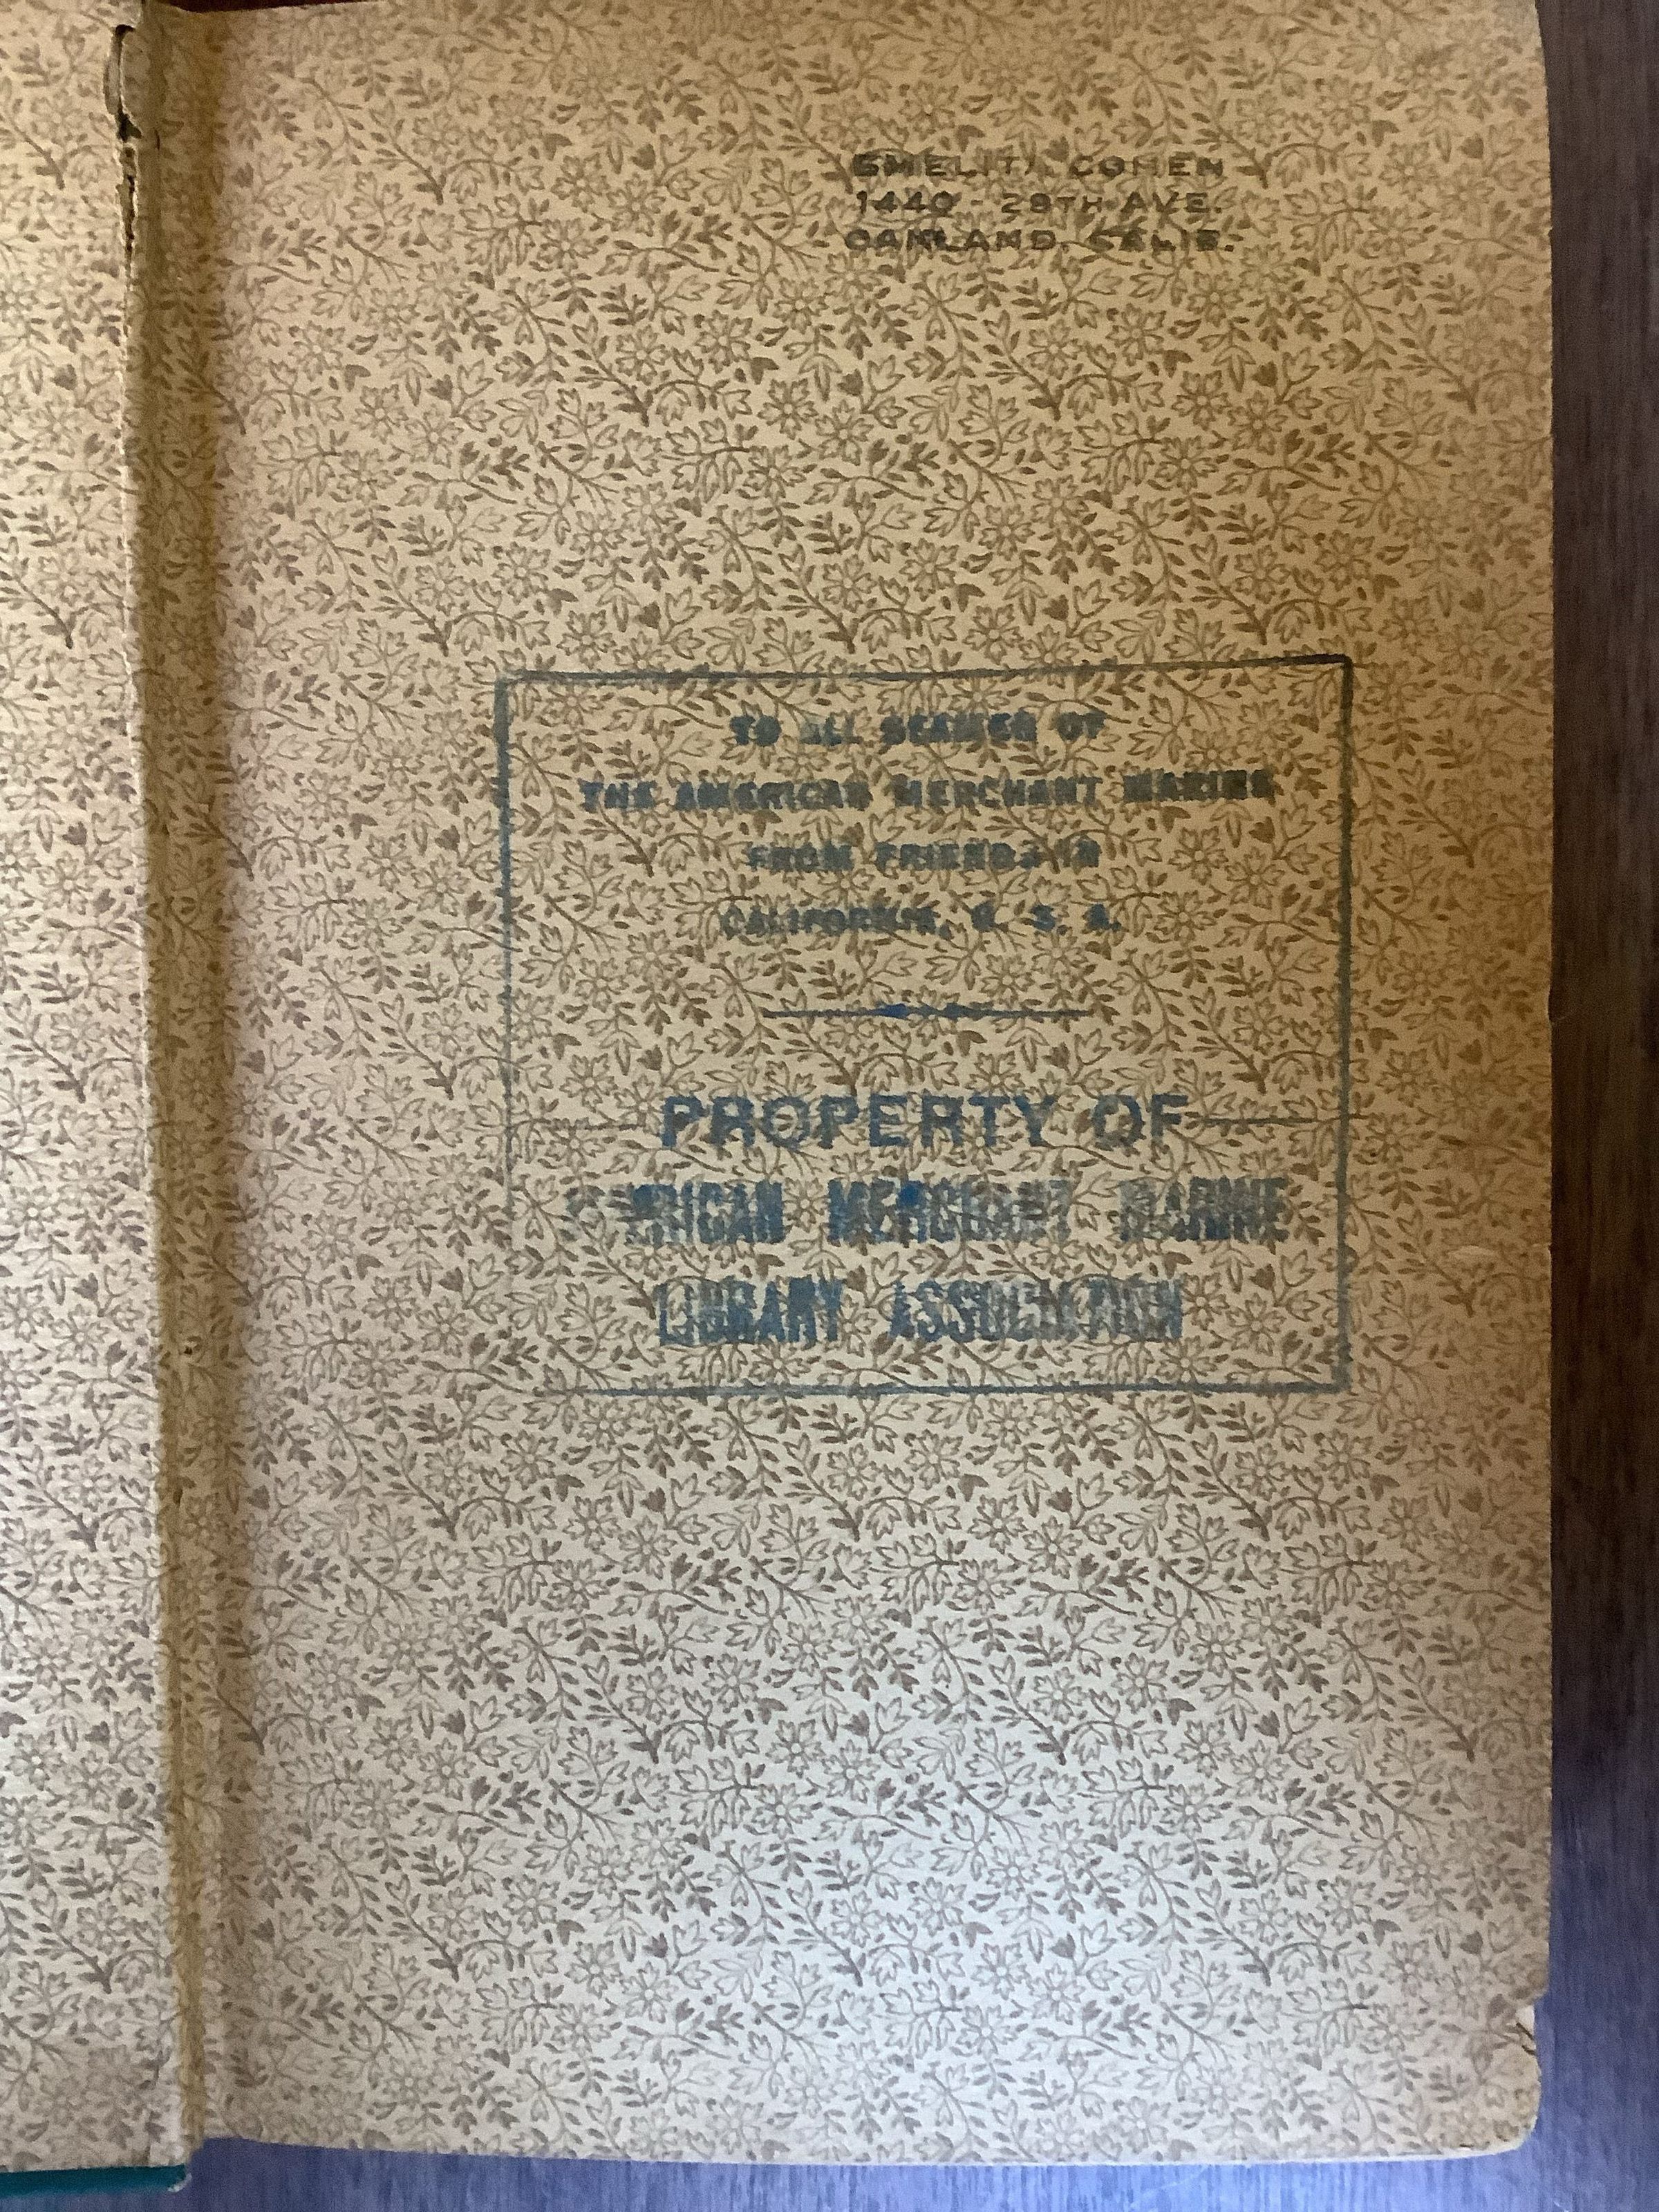 EMELITA COHEN
1440 - 29TH AVE.
OAKLAND, CALIF.
TO ALL SEAMEN OF
THE AMERICAN MERCHANT MARINE
FROM FRIENDS IN
CALIFORNIA, U. S. A.
PROPERTY OF
AMERICAN MERCHANT MARINE
LIBRARY ASSOCIATION